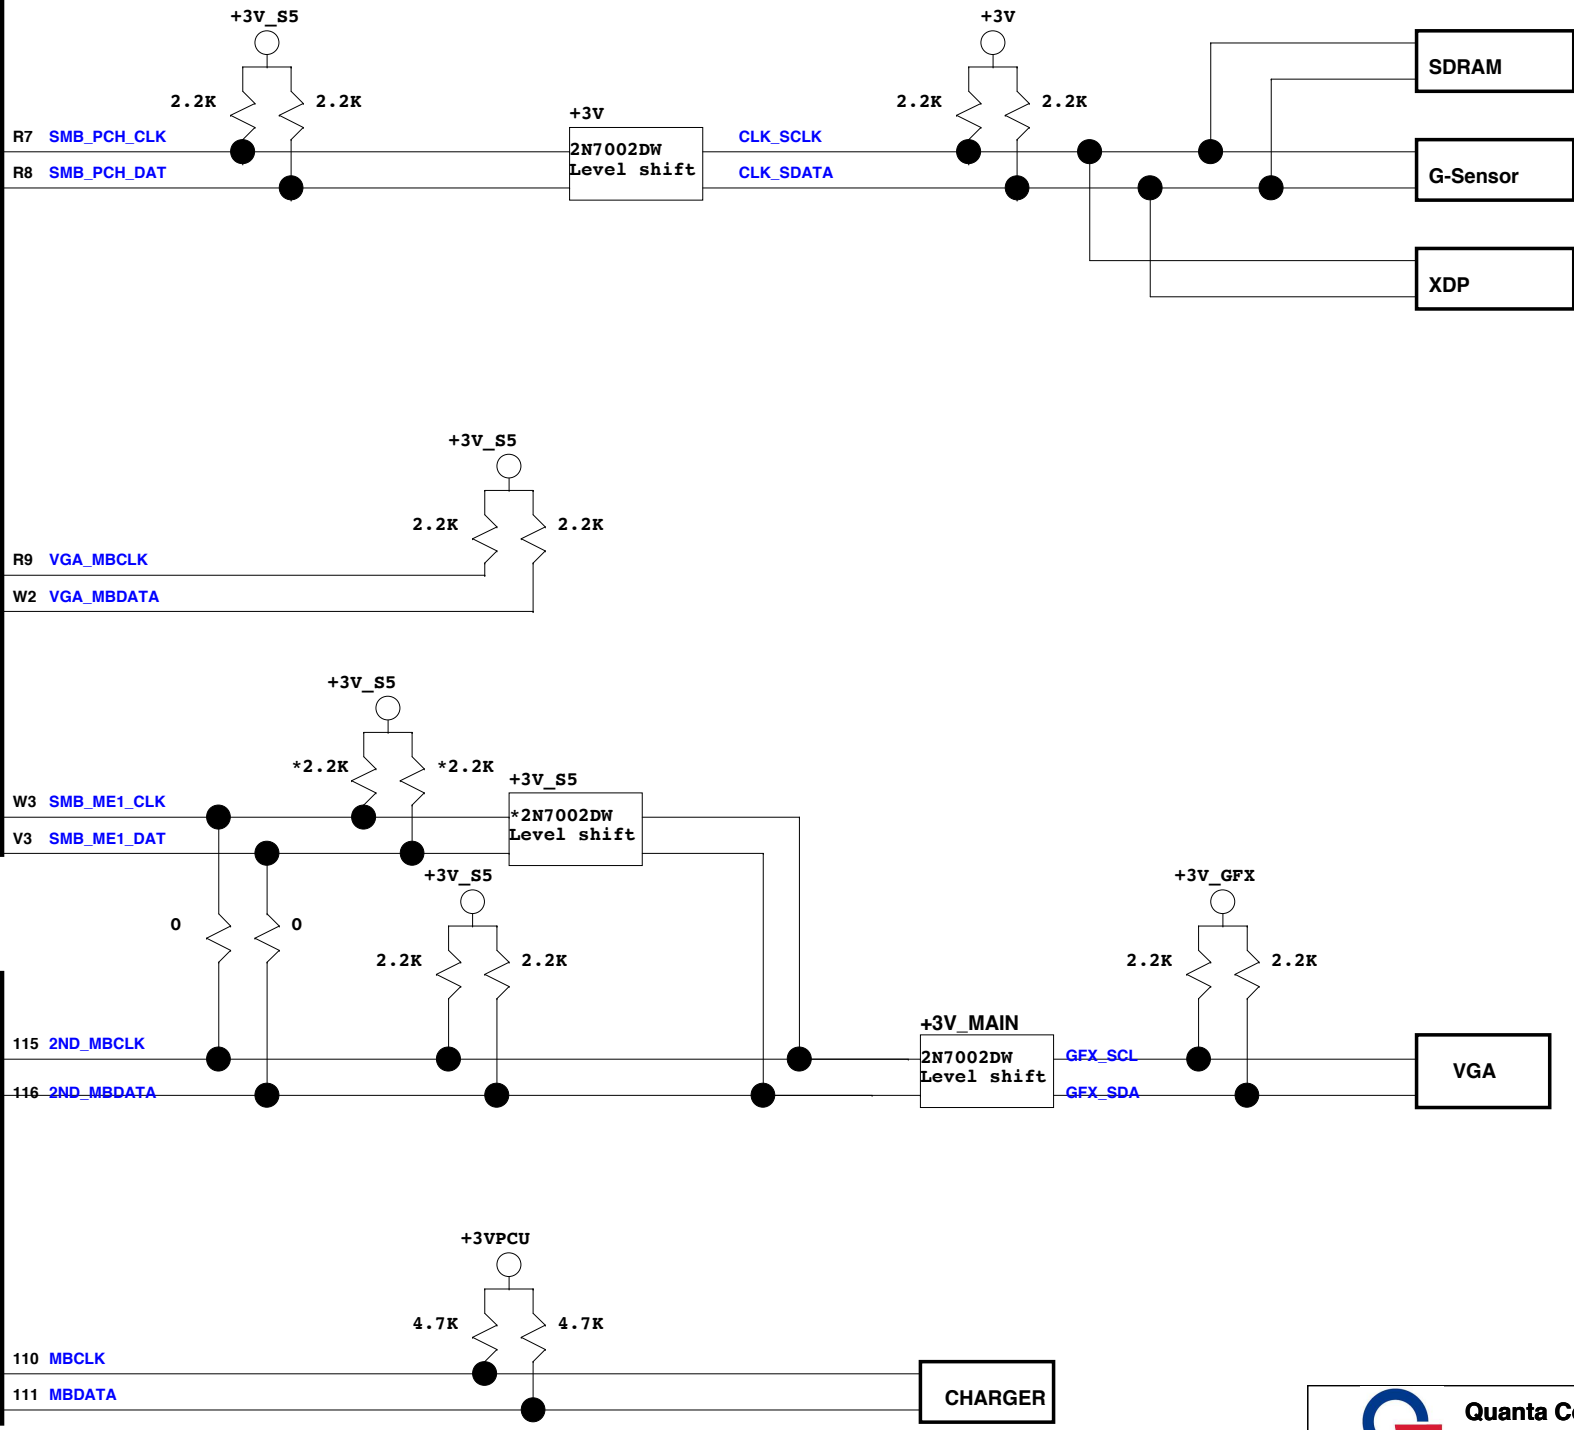 +3V_S5
+3V
2.2K 2.2K
2.2K 2.2K
SDRAM
+3V
R7 SMB_PCH_CLK
2N7002DW
Level shift
CLK_SCLK
R8 SMB_PCH_DAT
CLK_SDATA
G-Sensor
XDP
+3V_S5
2.2K 2.2K
R9 VGA_MBCLK
W2 VGA_MBDATA
+3V_S5
*2.2K *2.2K
+3V_S5
W3 SMB_ME1_CLK
*2N7002DW
Level shift
V3 SMB_ME1_DAT
+3V_S5
+3V_GFX
0 0
2.2K 2.2K
2.2K 2.2K
+3V_MAIN
115 2ND_MBCLK
2N7002DW
Level shift
GFX_SCL
VGA
116 2ND_MBDATA
GFX_SDA
+3VPCU
4.7K 4.7K
110 MBCLK
111 MBDATA
CHARGER
Quanta